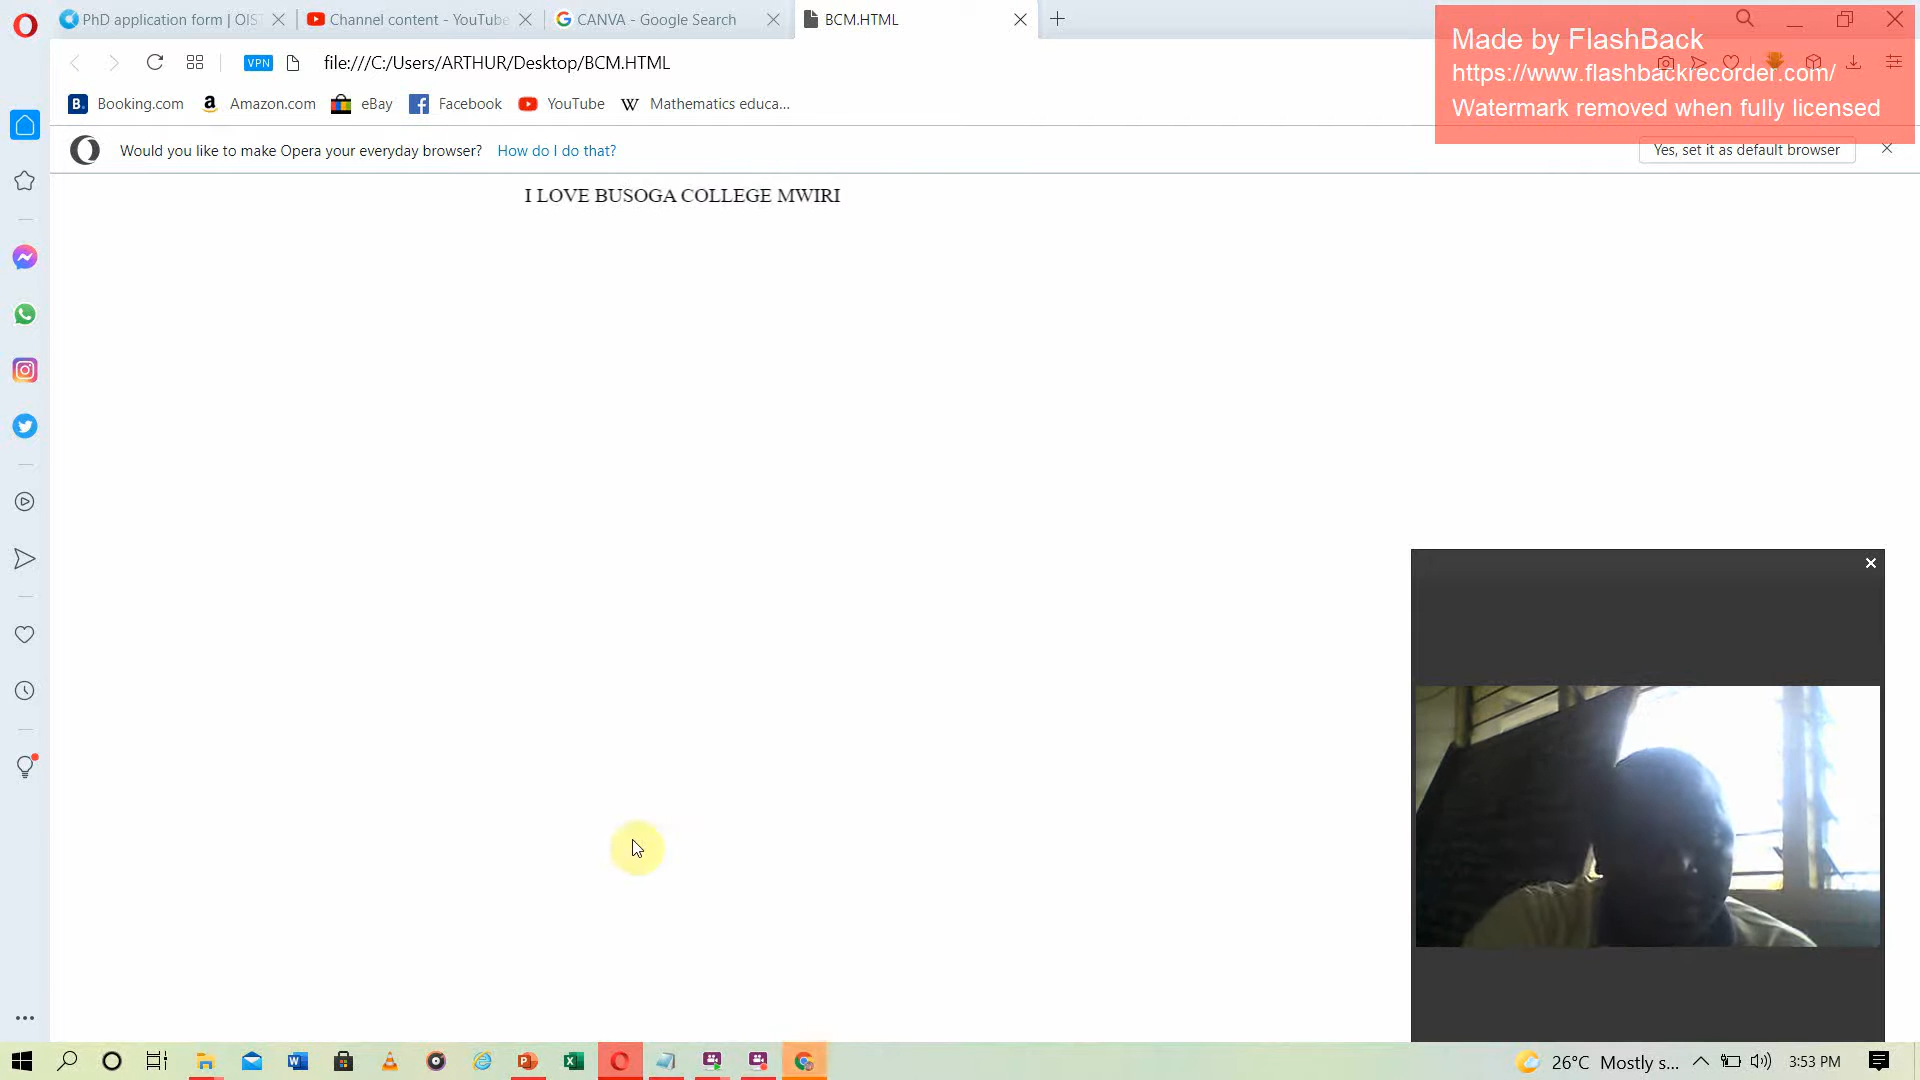 PhD application form | OIS
Channel content - YouTube
CANVA - Google Search
BCM.HTML
Made by FlashBack
https://www.flashbackrecorder.com/
Watermark removed when fully licensed
VPN
file:///C:/Users/ARTHUR/Desktop/BCM.HTML
B. Booking.com
a Amazon.com
eBay
Facebook
YouTube
W Mathematics educa...
Would you like to make Opera your everyday browser? How do I do that?
Yes, set it as default browser
I LOVE BUSOGA COLLEGE MWIRI
26°C Mostly s...
3:53 PM